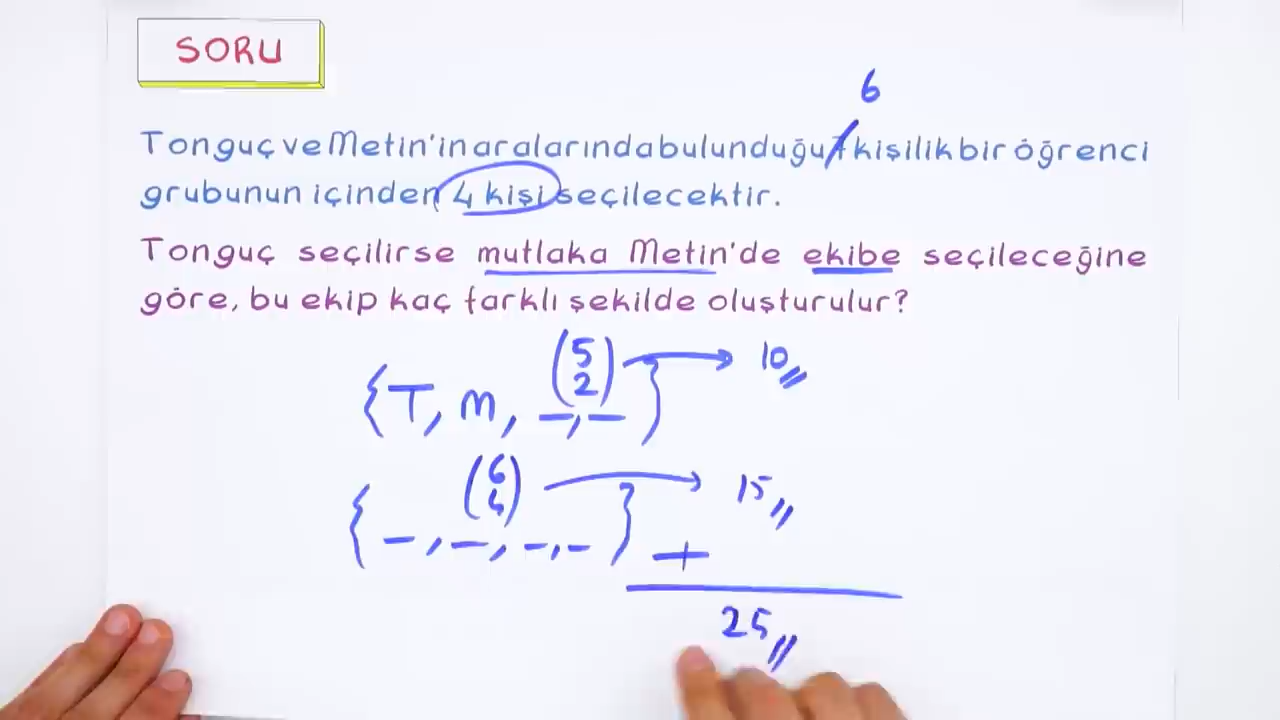 SORU
6
Tonguç ve Metin'in aralarında bulunduğu 7 kişilik bir öğrenci
grubunun içinden 4 kişi seçilecektir.
Tonguç seçilirse mutlaka Metin'de ekibe seçileceğine
göre, bu ekip kaç farklı şekilde oluşturulur?
{T, m, _, _} (5 2) → 10
{_, _, _, _} (6 4) → 15
+
25